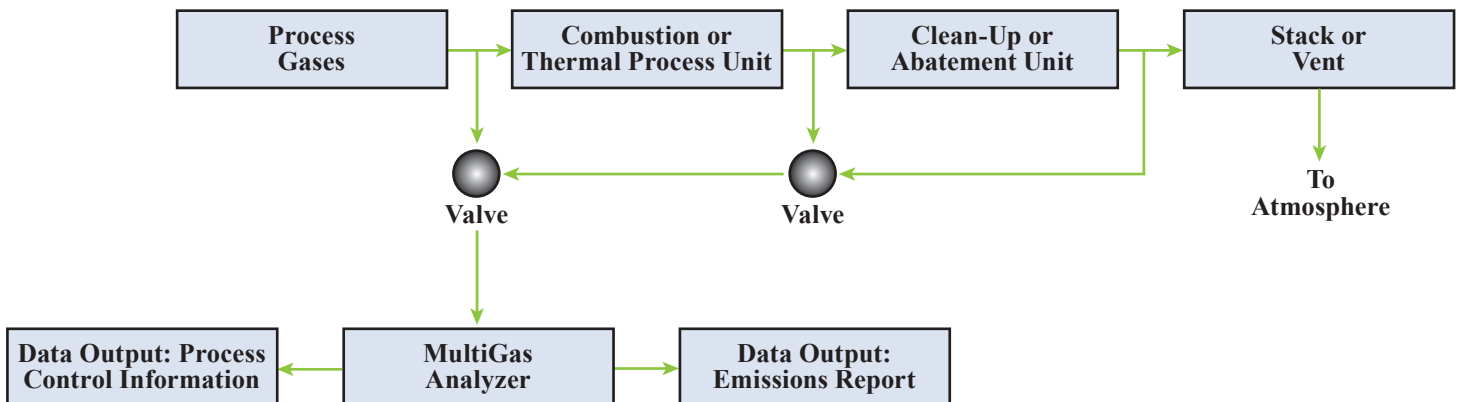 Process
Gases
Combustion or
Thermal Process Unit
Clean-Up or
Abatement Unit
Stack or
Vent
Valve
Valve
To
Atmosphere
Data Output: Process
Control Information
MultiGas
Analyzer
Data Output:
Emissions Report